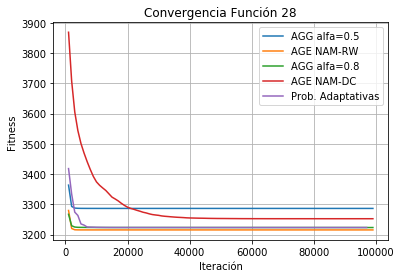 Convergencia Función 28
Fitness
3900
3800
3700
3600
3500
3400
3300
3200
AGG alfa=0.5
AGE NAM-RW
AGG alfa=0.8
AGE NAM-DC
Prob. Adaptativas
0 20000 40000 60000 80000 100000
Iteración